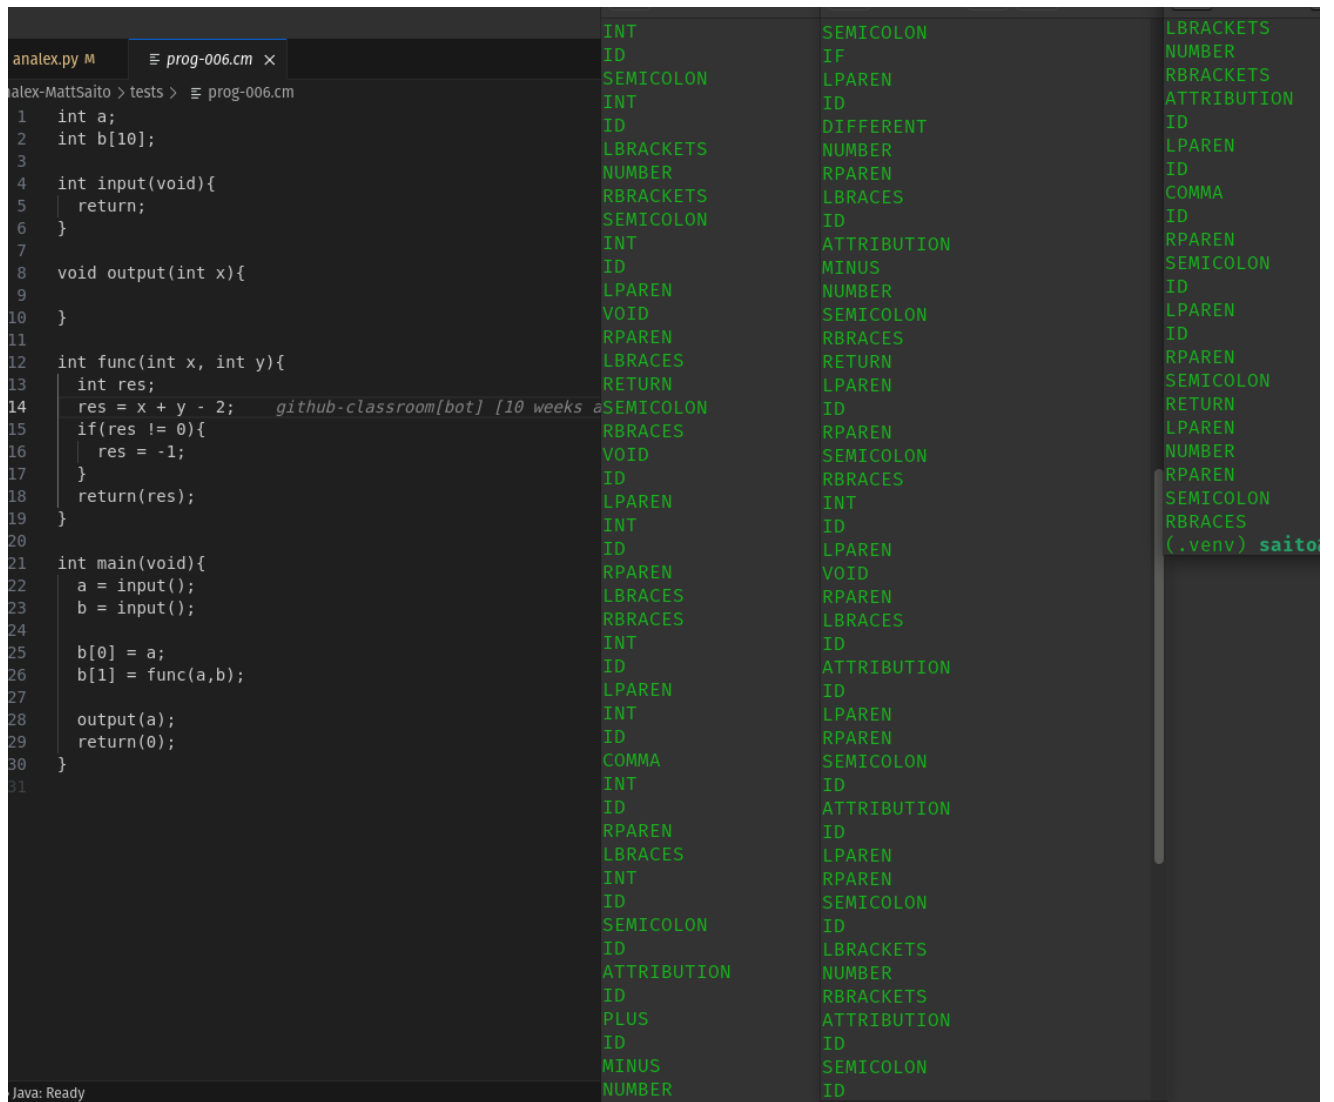 analex.py M
prog-006.cm ×
alex-MattSaito > tests > prog-006.cm
1 int a;
2 int b[10];
3
4 int input(void){
5 return;
6 }
7
8 void output(int x){
9
10 }
11
12 int func(int x, int y){
13 int res;
14 res = x + y - 2; github-classroom[bot] [10 weeks a
15 if(res != 0){
16 res = -1;
17 }
18 return(res);
19 }
20
21 int main(void){
22 a = input();
23 b = input();
24
25 b[0] = a;
26 b[1] = func(a,b);
27
28 output(a);
29 return(0);
30 }
31
Java: Ready
INT
ID
SEMICOLON
INT
ID
LBRACKETS
NUMBER
RBRACKETS
SEMICOLON
INT
ID
LPAREN
VOID
RPAREN
LBRACES
RETURN
SEMICOLON
RBRACES
VOID
ID
LPAREN
INT
ID
RPAREN
LBRACES
RBRACES
INT
ID
LPAREN
INT
ID
COMMA
INT
ID
RPAREN
LBRACES
INT
ID
SEMICOLON
ID
ATTRIBUTION
ID
PLUS
ID
MINUS
NUMBER
SEMICOLON
IF
LPAREN
ID
DIFFERENT
NUMBER
RPAREN
LBRACES
ID
ATTRIBUTION
MINUS
NUMBER
SEMICOLON
RBRACES
RETURN
LPAREN
ID
RPAREN
SEMICOLON
RBRACES
INT
ID
LPAREN
VOID
RPAREN
LBRACES
ID
ATTRIBUTION
ID
LPAREN
RPAREN
SEMICOLON
ID
ATTRIBUTION
ID
LPAREN
RPAREN
SEMICOLON
ID
LBRACKETS
NUMBER
RBRACKETS
ATTRIBUTION
ID
SEMICOLON
ID
LBRACKETS
NUMBER
RBRACKETS
ATTRIBUTION
ID
LPAREN
ID
COMMA
ID
RPAREN
SEMICOLON
ID
LPAREN
ID
RPAREN
SEMICOLON
RETURN
LPAREN
NUMBER
RPAREN
SEMICOLON
RBRACES
(.venv) saito